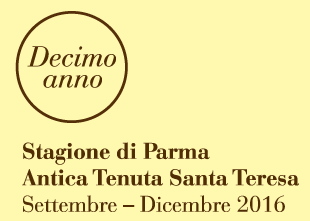 Decimo
anno
Stagione di Parma
Antica Tenuta Santa Teresa
Settembre – Dicembre 2016